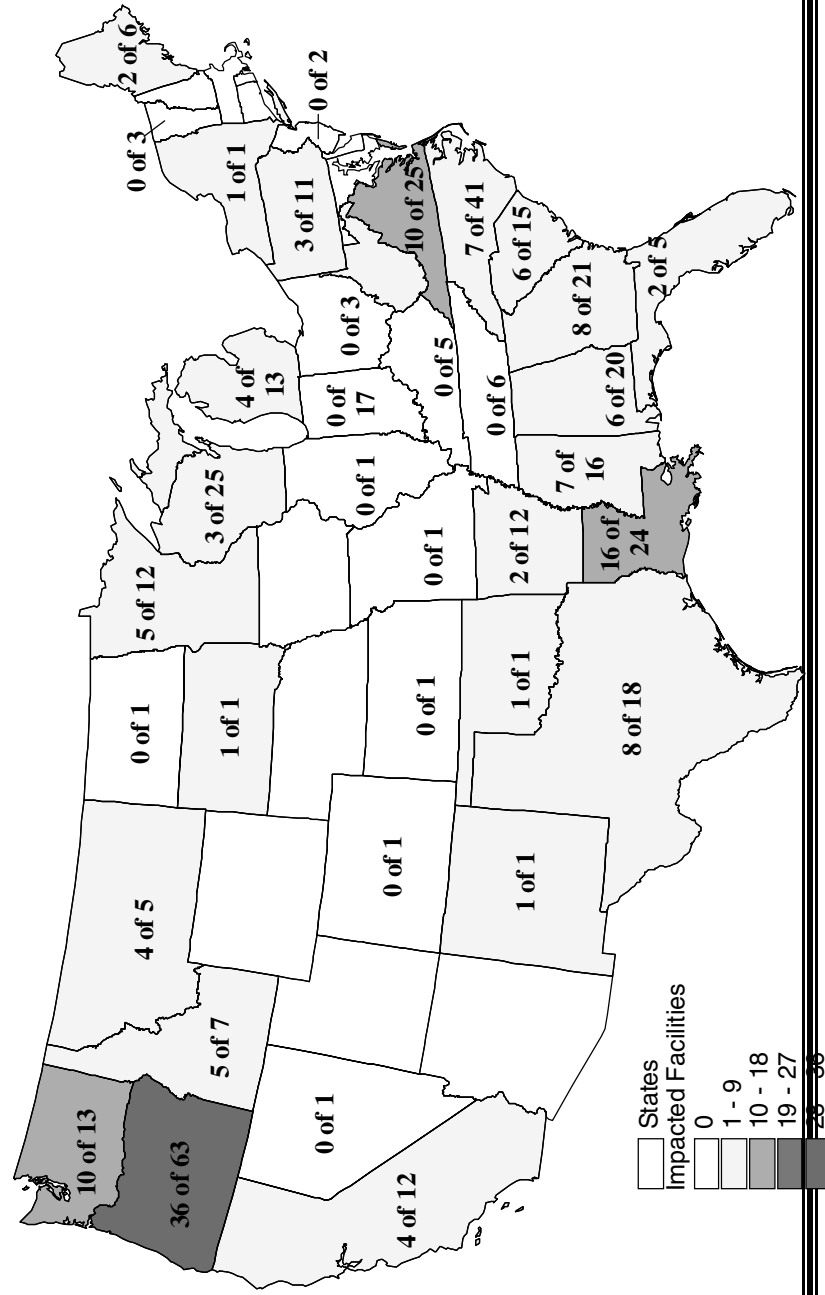 10 of 13
4 of 5
0 of 1
5 of 12
0 of 3
2 of 6
36 of 63
5 of 7
1 of 1
3 of 25
4 of
13
1 of 1
0 of 1
0 of 1
0 of 1
0 of 1
0 of
17
0 of 3
3 of 11
0 of 2
4 of 12
0 of 1
0 of 5
10 of 25
1 of 1
1 of 1
2 of 12
0 of 6
7 of 41
6 of 15
8 of 18
16 of
24
7 of
16
6 of 20
8 of 21
2 of 5
States
Impacted Facilities
0
1 - 9
10 - 18
19 - 27
28 - 36